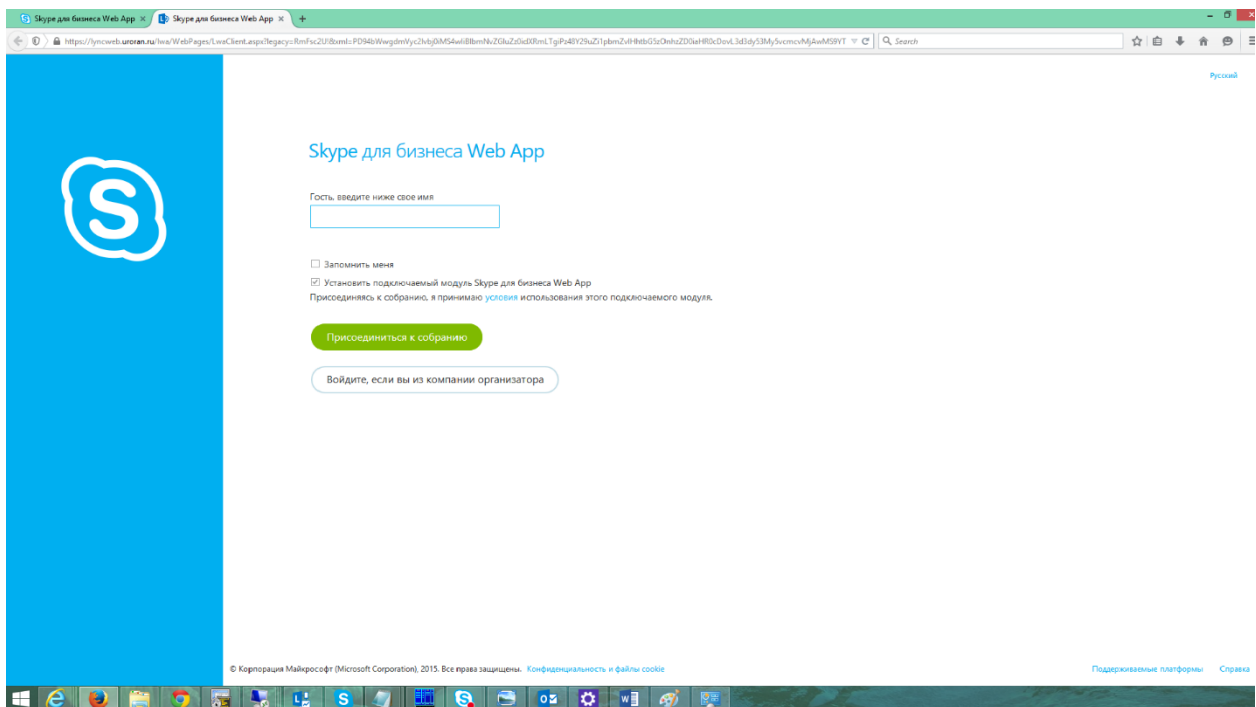 Skype для бизнеса Web App
Skype для бизнеса Web App
Search
Русский
Skype для бизнеса Web App
Гость, введите ниже свое имя
Запомнить меня
Установить подключаемый модуль Skype для бизнеса Web App
Присоединяясь к собранию, я принимаю условия использования этого подключаемого модуля.
Присоединиться к собранию
Войдите, если вы из компании организатора
© Корпорация Майкрософт (Microsoft Corporation), 2015. Все права защищены. Конфиденциальность и файлы cookie
Поддерживаемые платформы Справка